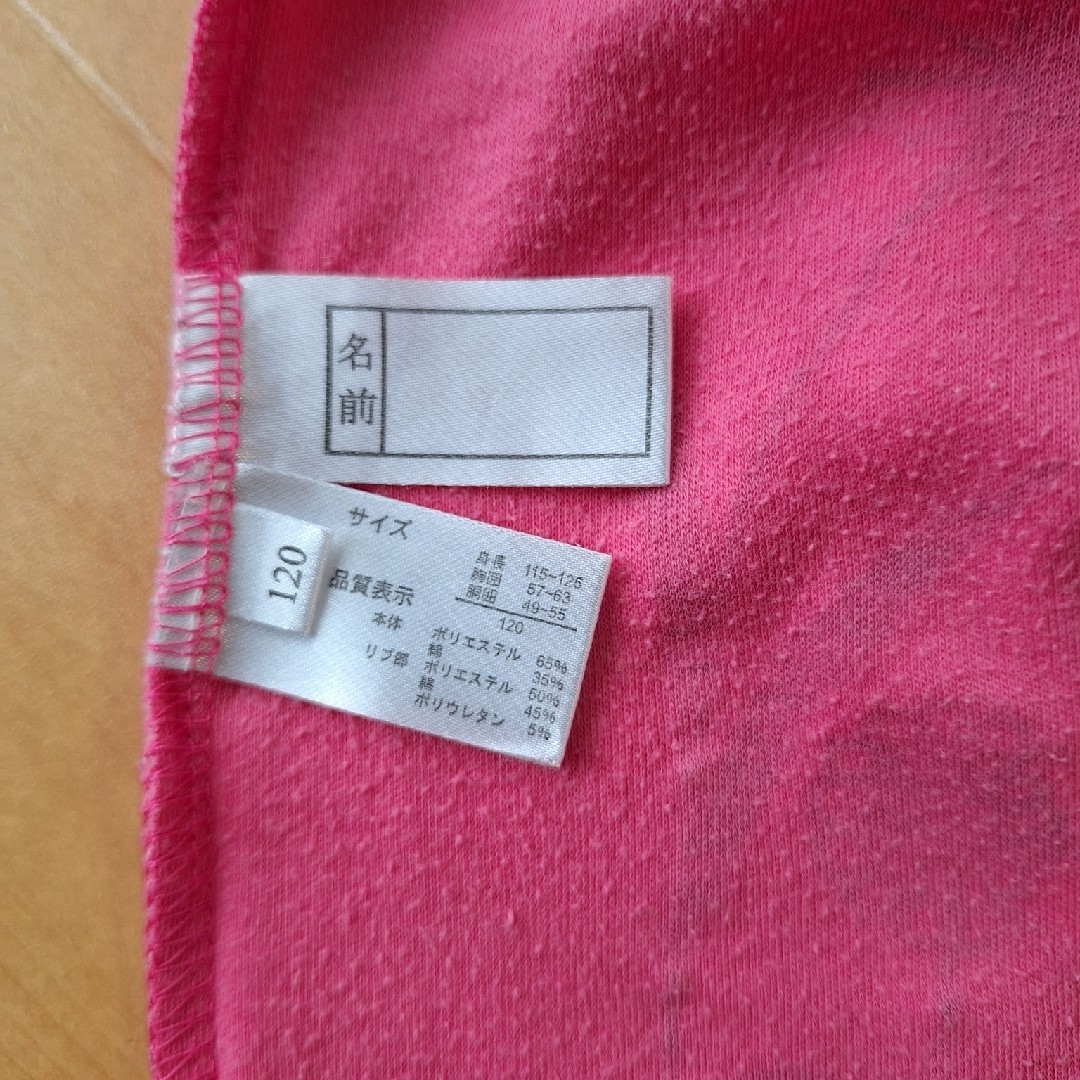 名前
120
サイズ
身長 115~125
胸囲 57~63
胴囲 49~55
120
品質表示
本体 ポリエステル 65%
綿 35%
リブ部 ポリエステル 50%
綿 45%
ポリウレタン 5%